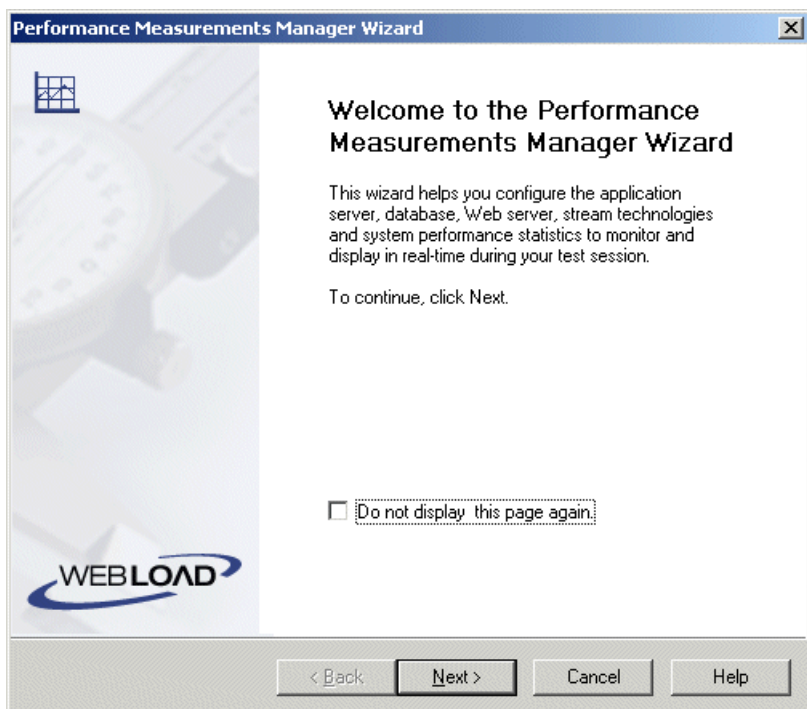 Performance Measurements Manager Wizard
Welcome to the Performance
Measurements Manager Wizard
This wizard helps you configure the application
server, database, Web server, stream technologies
and system performance statistics to monitor and
display in real-time during your test session.
To continue, click Next.
Do not display this page again.
WEBLOAD
< Back
Next >
Cancel
Help